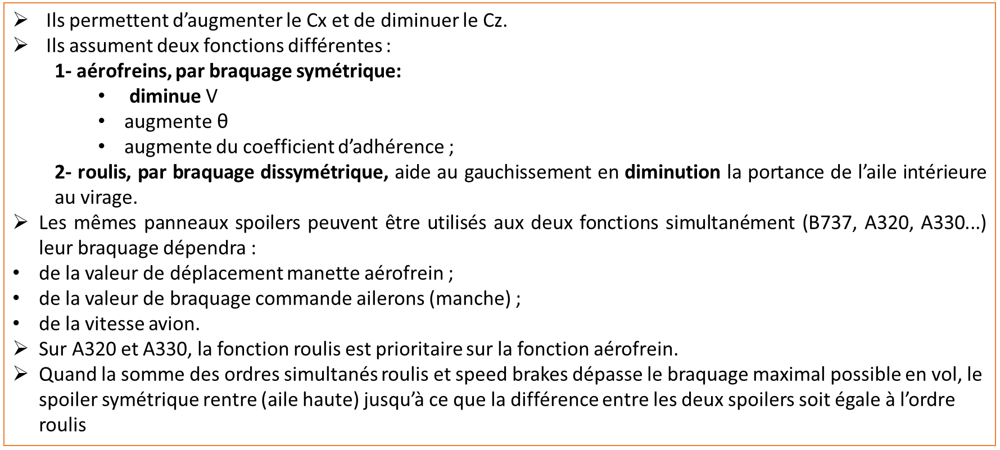 ➢ Ils permettent d’augmenter le Cx et de diminuer le Cz.
➢ Ils assument deux fonctions différentes :
1- aérofreins, par braquage symétrique:
• diminue V
• augmente θ
• augmente du coefficient d’adhérence ;
2- roulis, par braquage dissymétrique, aide au gauchissement en diminution la portance de l’aile intérieure
au virage.
➢ Les mêmes panneaux spoilers peuvent être utilisés aux deux fonctions simultanément (B737, A320, A330...)
leur braquage dépendra :
• de la valeur de déplacement manette aérofrein ;
• de la valeur de braquage commande ailerons (manche) ;
• de la vitesse avion.
➢ Sur A320 et A330, la fonction roulis est prioritaire sur la fonction aérofrein.
➢ Quand la somme des ordres simultanés roulis et speed brakes dépasse le braquage maximal possible en vol, le
spoiler symétrique rentre (aile haute) jusqu’à ce que la différence entre les deux spoilers soit égale à l’ordre
roulis